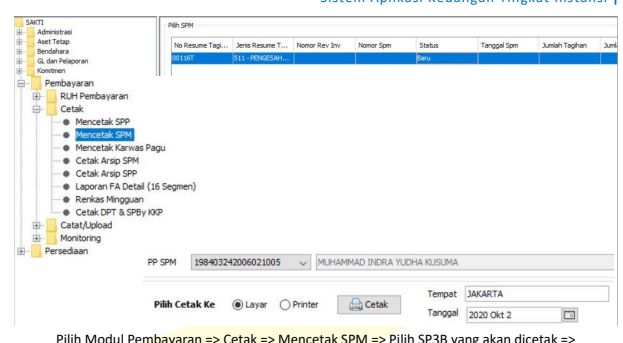 Sistem Aplikasi Keuangan Tingkat Instansi |
SAKTI
Administrasi
Aset Tetap
Bendahara
GL dan Pelaporan
Komitmen
Pembayaran
RUH Pembayaran
Cetak
Mencetak SPP
Mencetak SPM
Mencetak Karwas Pagu
Cetak Arsip SPM
Cetak Arsip SPP
Laporan FA Detail (16 Segmen)
Renkas Mingguan
Cetak DPT & SPBy KKP
Catat/Upload
Monitoring
Persediaan
Pilih SPM
No Resume Tagi... Jenis Resume T... Nomor Rev Inv Nomor Spm Status Tanggal Spm Jumlah Tagihan Jumla
00116T 511 - PENGESAH... Baru
PP SPM 198403242006021005 MUHAMMAD INDRA YUDHA KUSUMA
Pilih Cetak Ke Layar Printer Cetak
Tempat JAKARTA
Tanggal 2020 Okt 2
Pilih Modul Pembayaran => Cetak => Mencetak SPM => Pilih SP3B yang akan dicetak =>